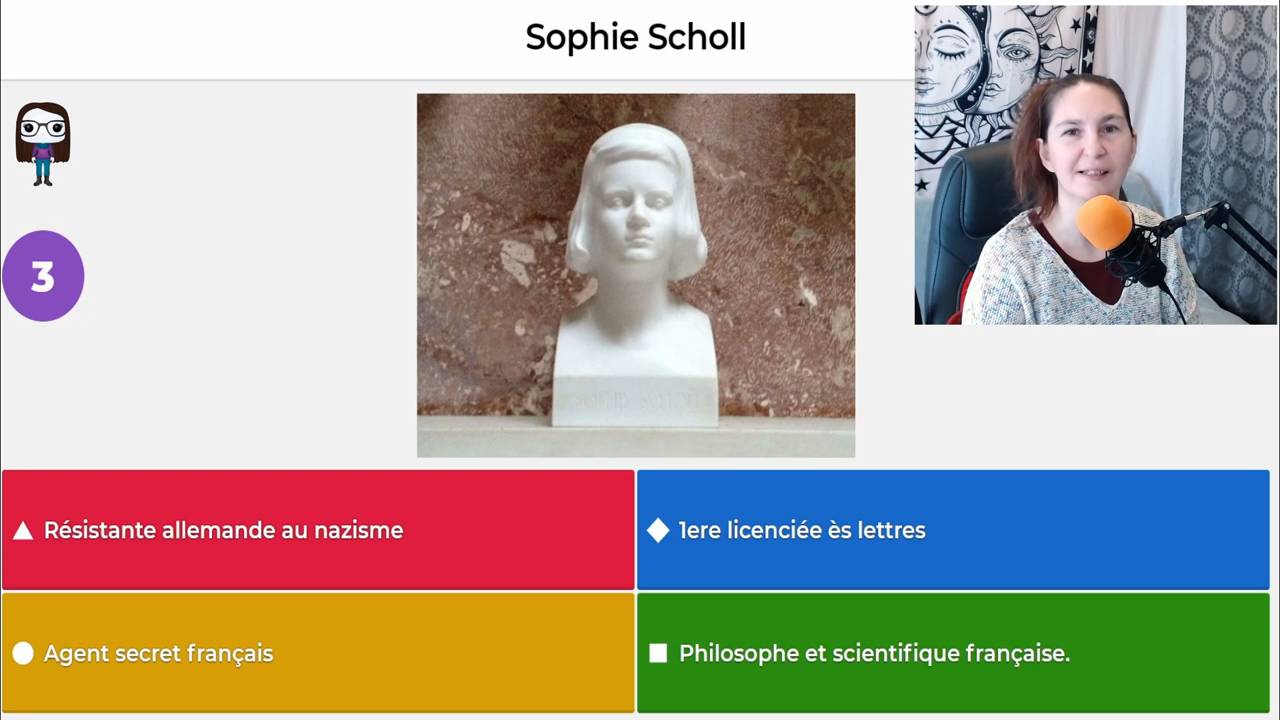 Sophie Scholl
3
Résistante allemande au nazisme
1ere licenciée ès lettres
Agent secret français
Philosophe et scientifique française.